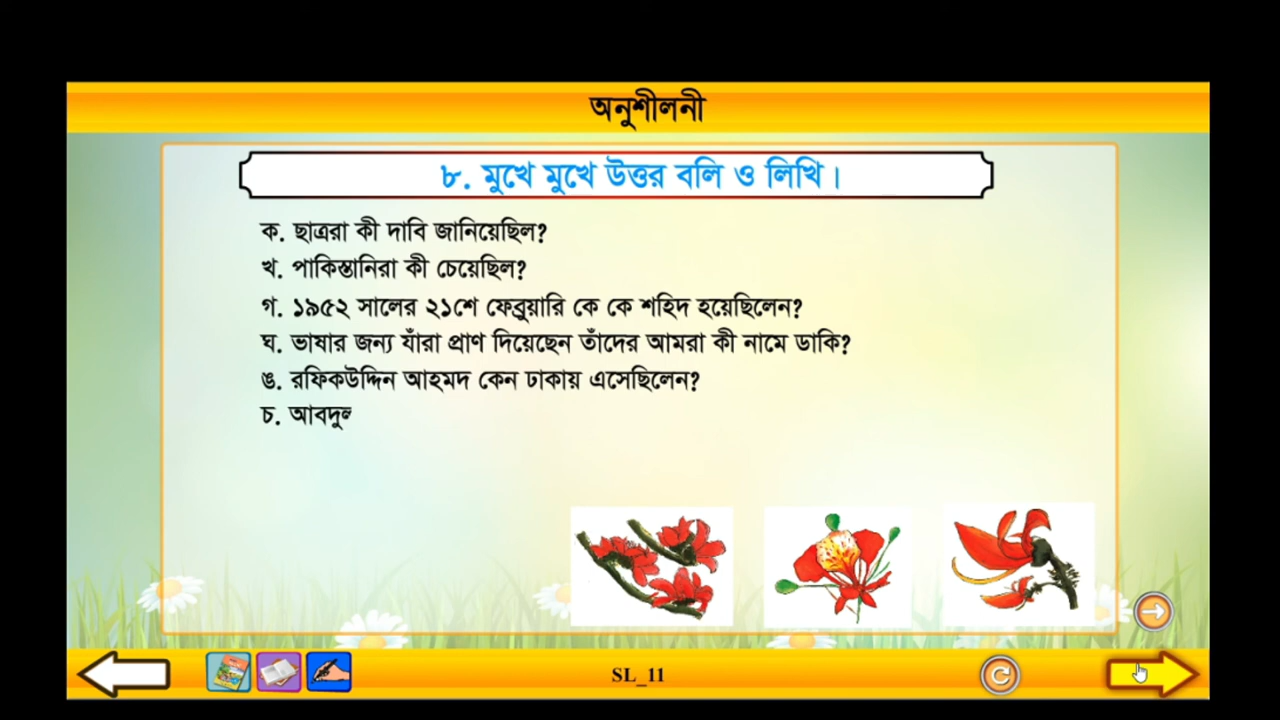 অনুশীলনী
৮. মুখে মুখে উত্তর বলি ও লিখি।
ক. ছাত্ররা কী দাবি জানিয়েছিল?
খ. পাকিস্তানিরা কী চেয়েছিল?
গ. ১৯৫২ সালের ২১শে ফেব্রুয়ারি কে কে শহিদ হয়েছিলেন?
ঘ. ভাষার জন্য যাঁরা প্রাণ দিয়েছেন তাঁদের আমরা কী নামে ডাকি?
ঙ. রফিকউদ্দিন আহমদ কেন ঢাকায় এসেছিলেন?
চ. আবদুল
SL_11